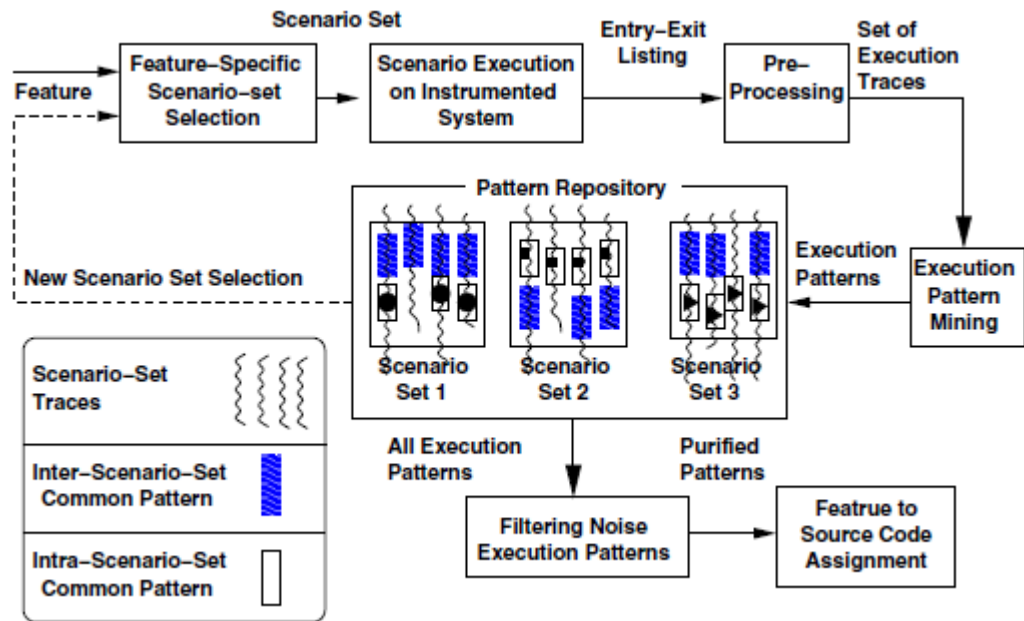 Scenario Set
Feature
Feature–Specific
Scenario–set
Selection
Scenario Execution
on Instrumented
System
Entry–Exit
Listing
Pre–
Processing
Set of
Execution
Traces
Pattern Repository
Scenario
Set 1
Scenario
Set 2
Scenario
Set 3
Execution
Patterns
Execution
Pattern
Mining
New Scenario Set Selection
Scenario–Set
Traces
Inter–Scenario–Set
Common Pattern
Intra–Scenario–Set
Common Pattern
All Execution
Patterns
Purified
Patterns
Filtering Noise
Execution Patterns
Featrue to
Source Code
Assignment